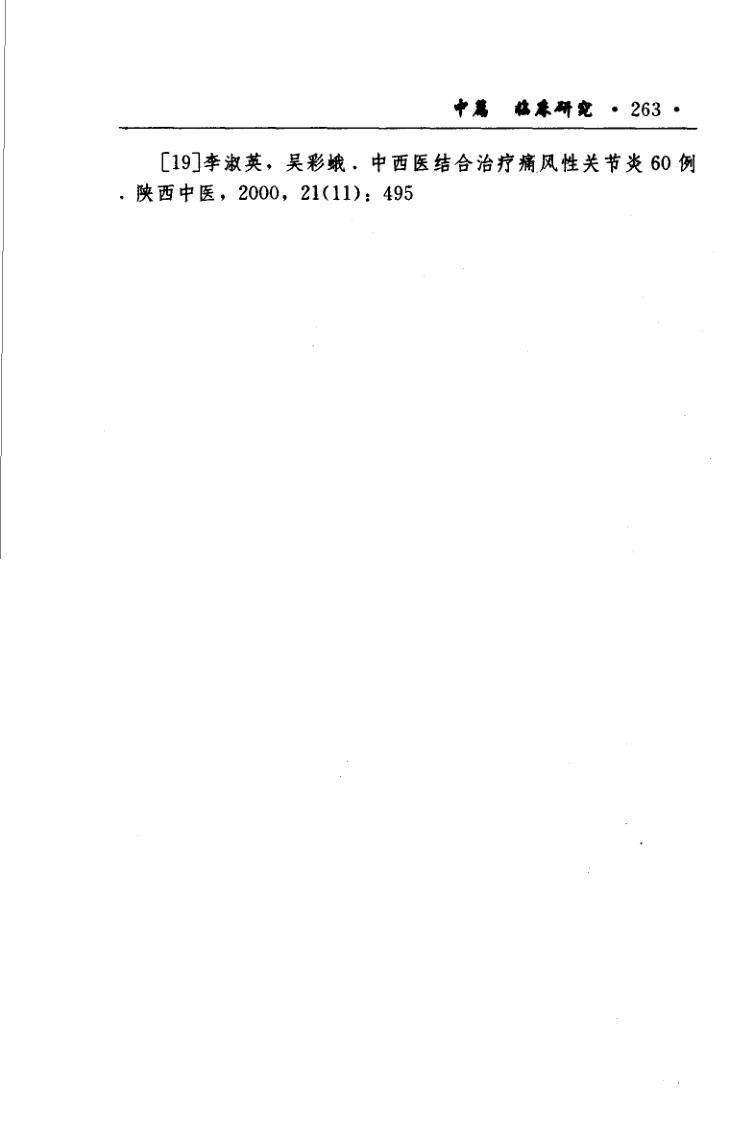 中篇 临床研究 · 263 ·
[19]李淑英，吴彩娥．中西医结合治疗痛风性关节炎 60 例
．陕西中医，2000，21(11)：495